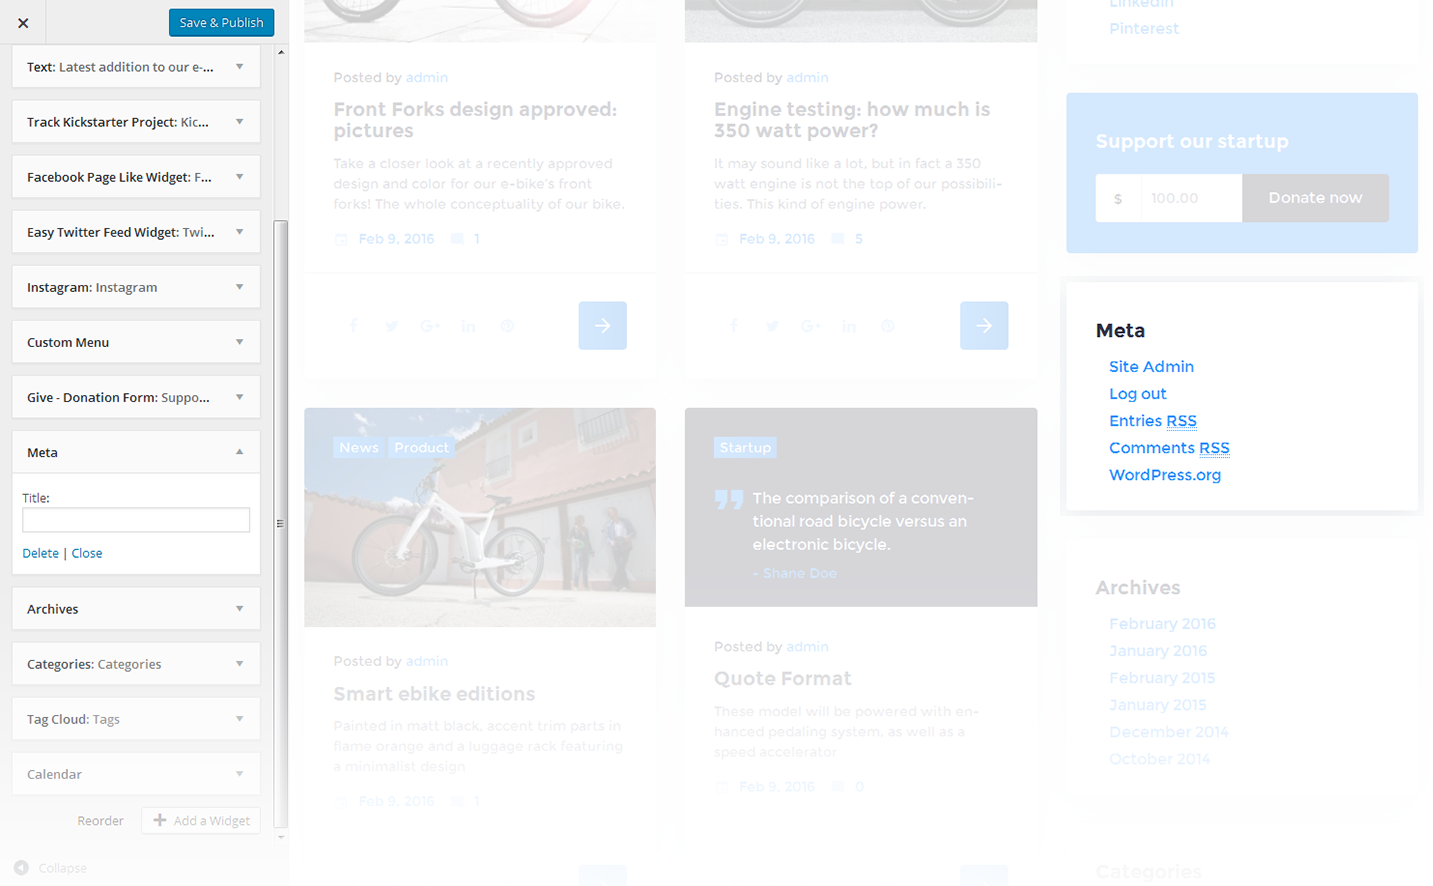 Save & Publish
Text: Latest addition to our e-...
Track Kickstarter Project: Kic...
Facebook Page Like Widget: F...
Easy Twitter Feed Widget: Twi...
Instagram: Instagram
Custom Menu
Give - Donation Form: Suppo...
Meta
Title:
Delete | Close
Archives
Categories: Categories
Tag Cloud: Tags
Calendar
Reorder
Add a Widget
Collapse
Posted by admin
Front Forks design approved:
pictures
Take a closer look at a recently approved
design and color for our e-bike's front
forks! The whole conceptuality of our bike.
Feb 9, 2016 1
News Product
Posted by admin
Smart ebike editions
Painted in matt black, accent trim parts in
flame orange and a luggage rack featuring
a minimalist design
Feb 9, 2016 1
Posted by admin
Engine testing: how much is
350 watt power?
It may sound like a lot, but in fact a 350
watt engine is not the top of our possibili-
ties. This kind of engine power.
Feb 9, 2016 5
Startup
The comparison of a conven-
tional road bicycle versus an
electronic bicycle.
- Shane Doe
Posted by admin
Quote Format
These model will be powered with en-
hanced pedaling system, as well as a
speed accelerator
Feb 9, 2016 0
LinkedIn
Pinterest
Support our startup
$ 100.00 Donate now
Meta
Site Admin
Log out
Entries RSS
Comments RSS
WordPress.org
Archives
February 2016
January 2016
February 2015
January 2015
December 2014
October 2014
Categories